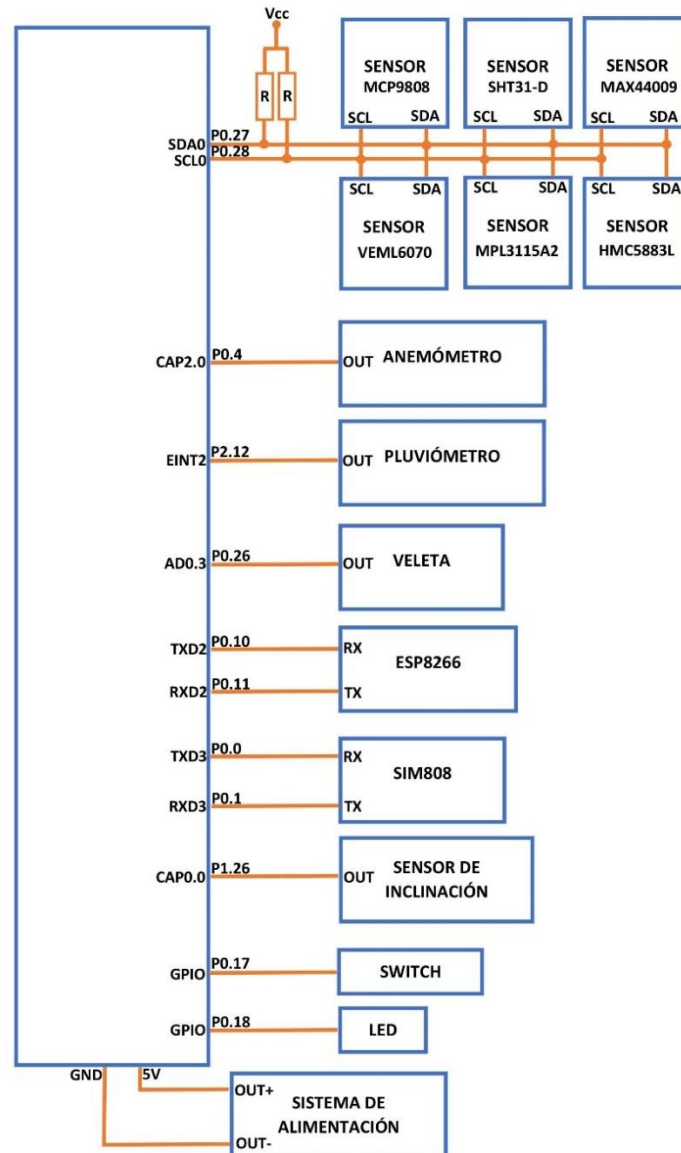 Vcc
R R
SENSOR
MCP9808
SCL SDA
SENSOR
SHT31-D
SCL SDA
SENSOR
MAX44009
SCL SDA
SDA0 P0.27
SCL0 P0.28
SCL SDA
SENSOR
VEML6070
SCL SDA
SENSOR
MPL3115A2
SCL SDA
SENSOR
HMC5883L
CAP2.0 P0.4 OUT ANEMÓMETRO
EINT2 P2.12 OUT PLUVIÓMETRO
AD0.3 P0.26 OUT VELETA
TXD2 P0.10 RX
ESP8266
RXD2 P0.11 TX
TXD3 P0.0 RX
SIM808
RXD3 P0.1 TX
CAP0.0 P1.26 OUT SENSOR DE
INCLINACIÓN
GPIO P0.17 SWITCH
GPIO P0.18 LED
GND 5V
OUT+
SISTEMA DE
ALIMENTACIÓN
OUT-